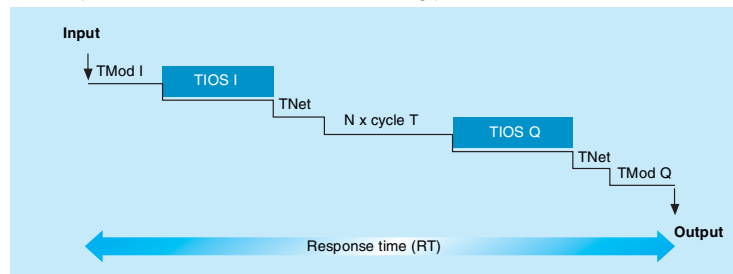 Input
TMod I
TIOS I
TNet
N x cycle T
TIOS Q
TNet
TMod Q
Output
Response time (RT)